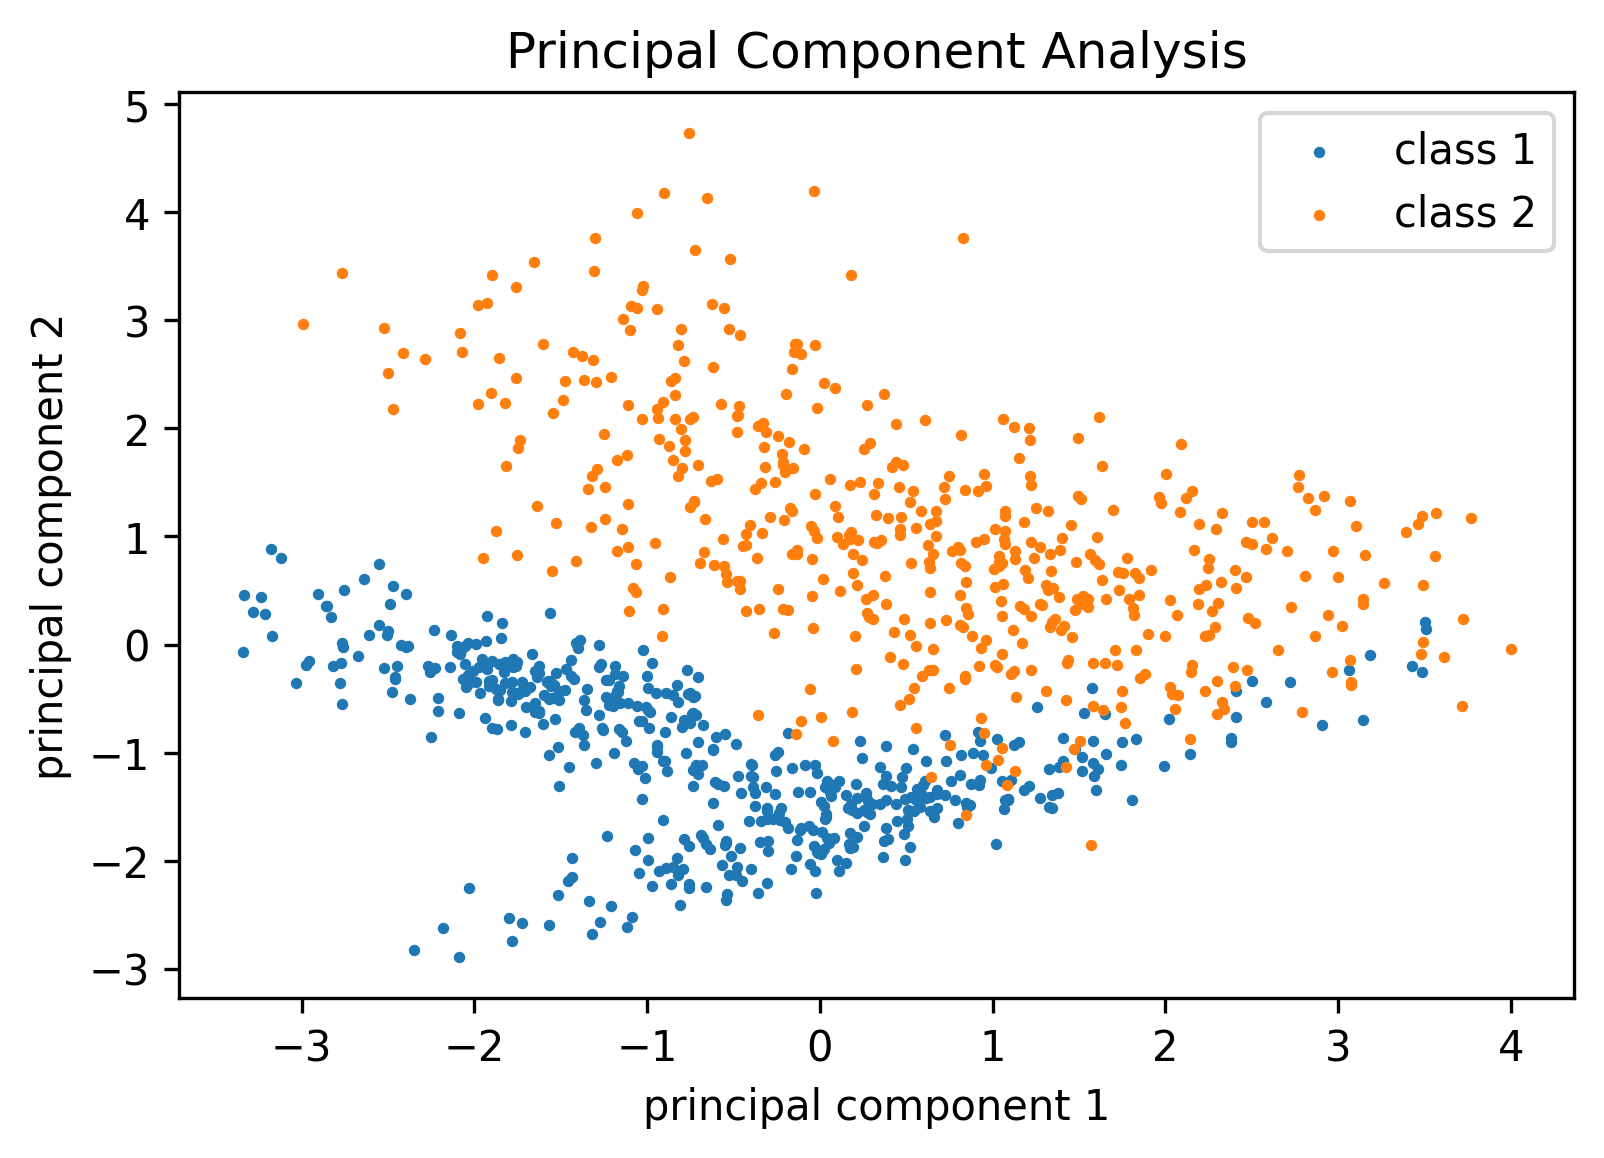 Principal Component Analysis
class 1
class 2
principal component 2
5
4
3
2
1
0
−1
−2
−3
−3 −2 −1 0 1 2 3 4
principal component 1